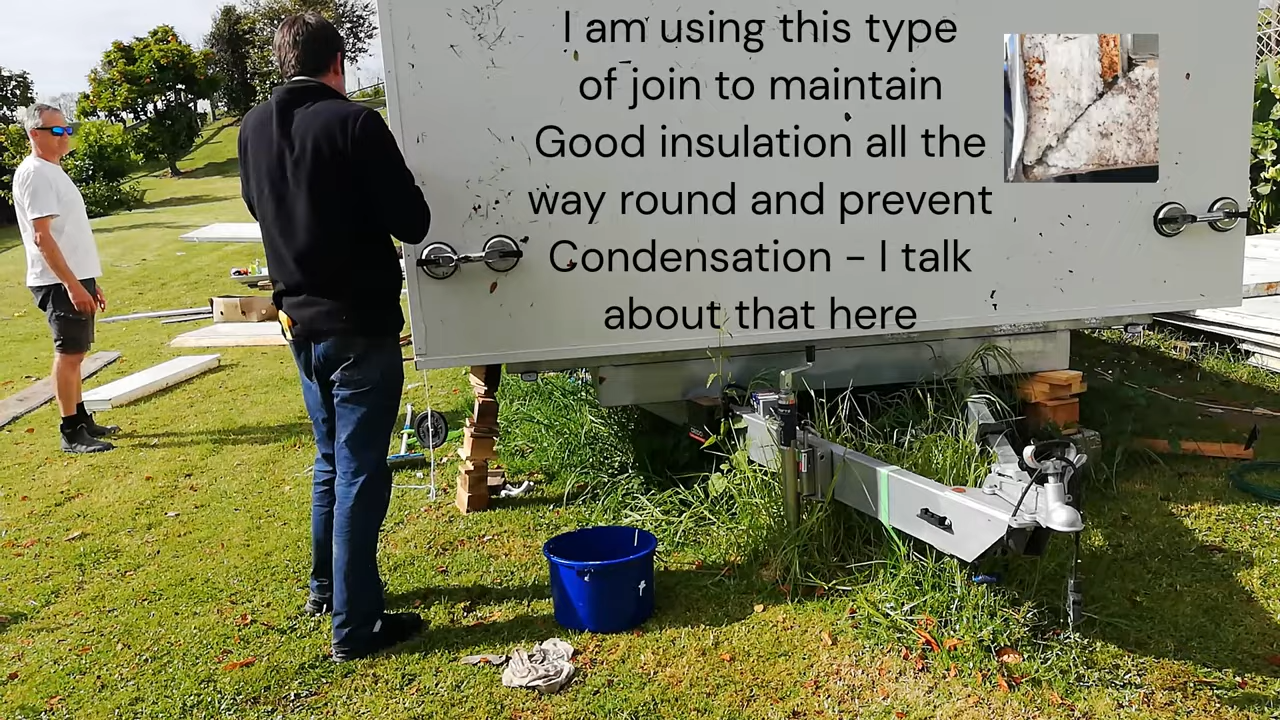 I am using this type
of join to maintain
Good insulation all the
way round and prevent
Condensation - I talk
about that here